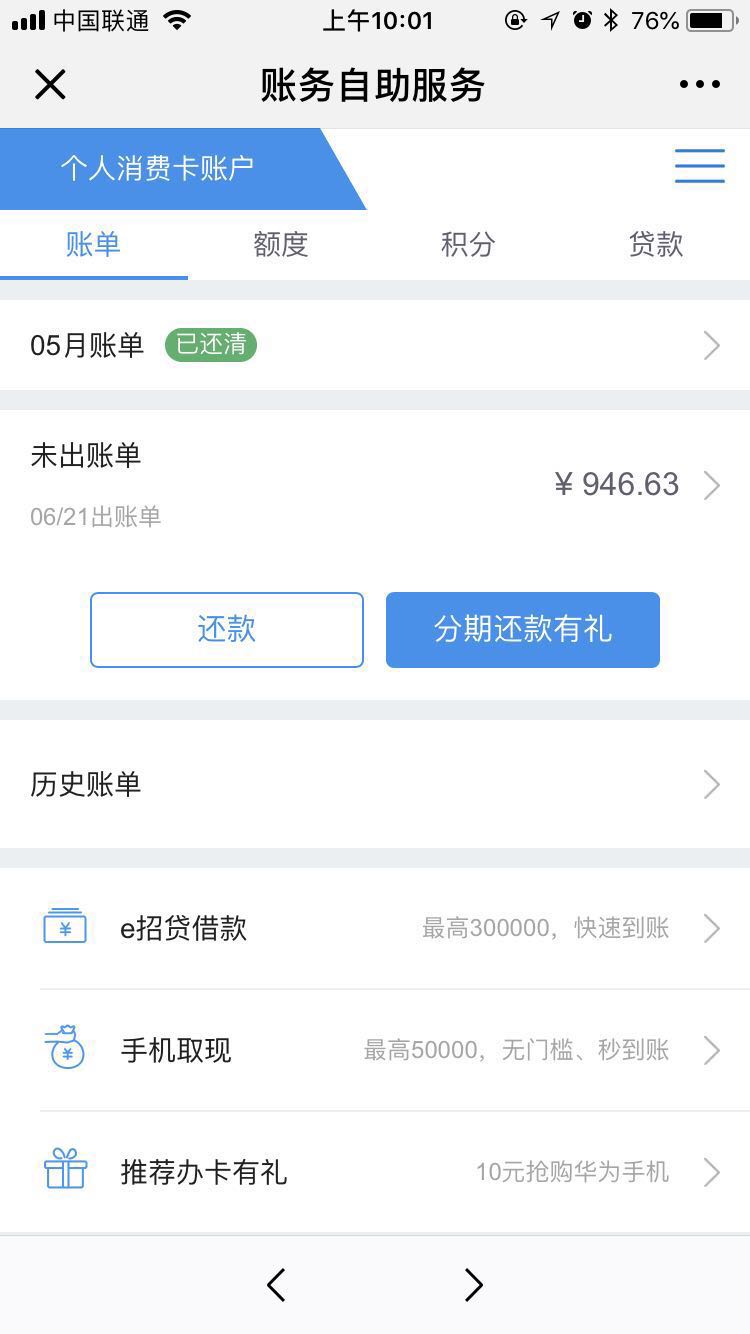 中国联通 上午10:01 76%
账务自助服务
个人消费卡账户
账单 额度 积分 贷款
05月账单 已还清
未出账单
¥ 946.63
06/21出账单
还款 分期还款有礼
历史账单
¥ e招贷借款 最高300000，快速到账
¥ 手机取现 最高50000，无门槛、秒到账
推荐办卡有礼 10元抢购华为手机